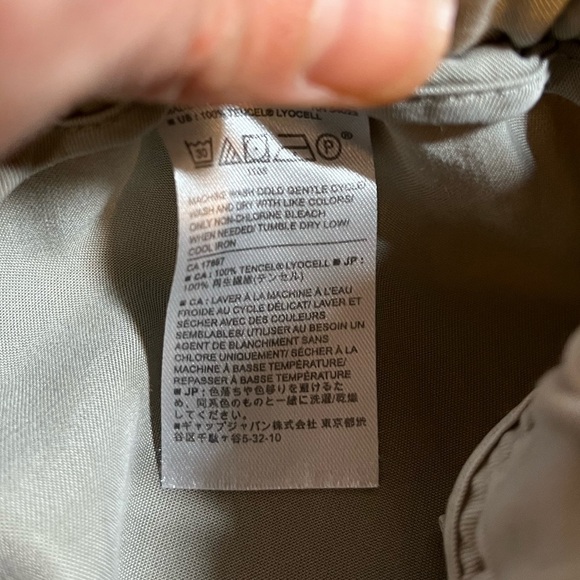 ■ US : 100% TENCEL® LYOCELL
30 P
MACHINE WASH COLD GENTLE CYCLE/
WASH AND DRY WITH LIKE COLORS/
ONLY NON-CHLORINE BLEACH
WHEN NEEDED/ TUMBLE DRY LOW/
COOL IRON
CA 17897
■ CA : 100% TENCEL® LYOCELL ■ JP :
100% 再生繊維(テンセル)
■ CA : LAVER À LA MACHINE À L'EAU
FROIDE AU CYCLE DÉLICAT/ LAVER ET
SÉCHER AVEC DES COULEURS
SEMBLABLES/ UTILISER AU BESOIN UN
AGENT DE BLANCHIMENT SANS
CHLORE UNIQUEMENT/ SÉCHER À LA
MACHINE À BASSE TEMPÉRATURE/
REPASSER À BASSE TEMPÉRATURE
■ JP : 色落ちや色移りを避けるた
め、同系色のものと一緒に洗濯/乾燥
してください。
■ギャップジャパン株式会社 東京都渋
谷区千駄ヶ谷5-32-10